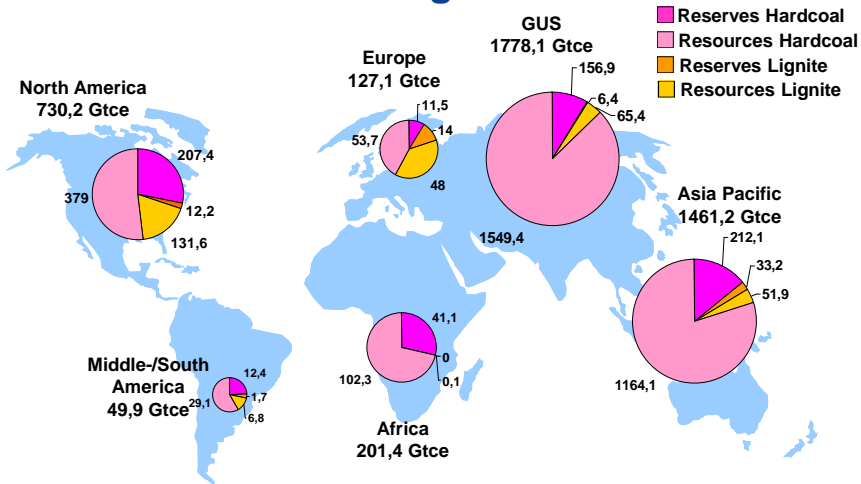 Reserves Hardcoal
Resources Hardcoal
Reserves Lignite
Resources Lignite
GUS
1778,1 Gtce
156,9
6,4
65,4
1549,4
Europe
127,1 Gtce
11,5
14
53,7
48
North America
730,2 Gtce
207,4
379
12,2
131,6
Asia Pacific
1461,2 Gtce
212,1
33,2
51,9
1164,1
Middle-/South
America
49,9 Gtce
12,4
29,1
1,7
6,8
41,1
0
0,1
102,3
Africa
201,4 Gtce